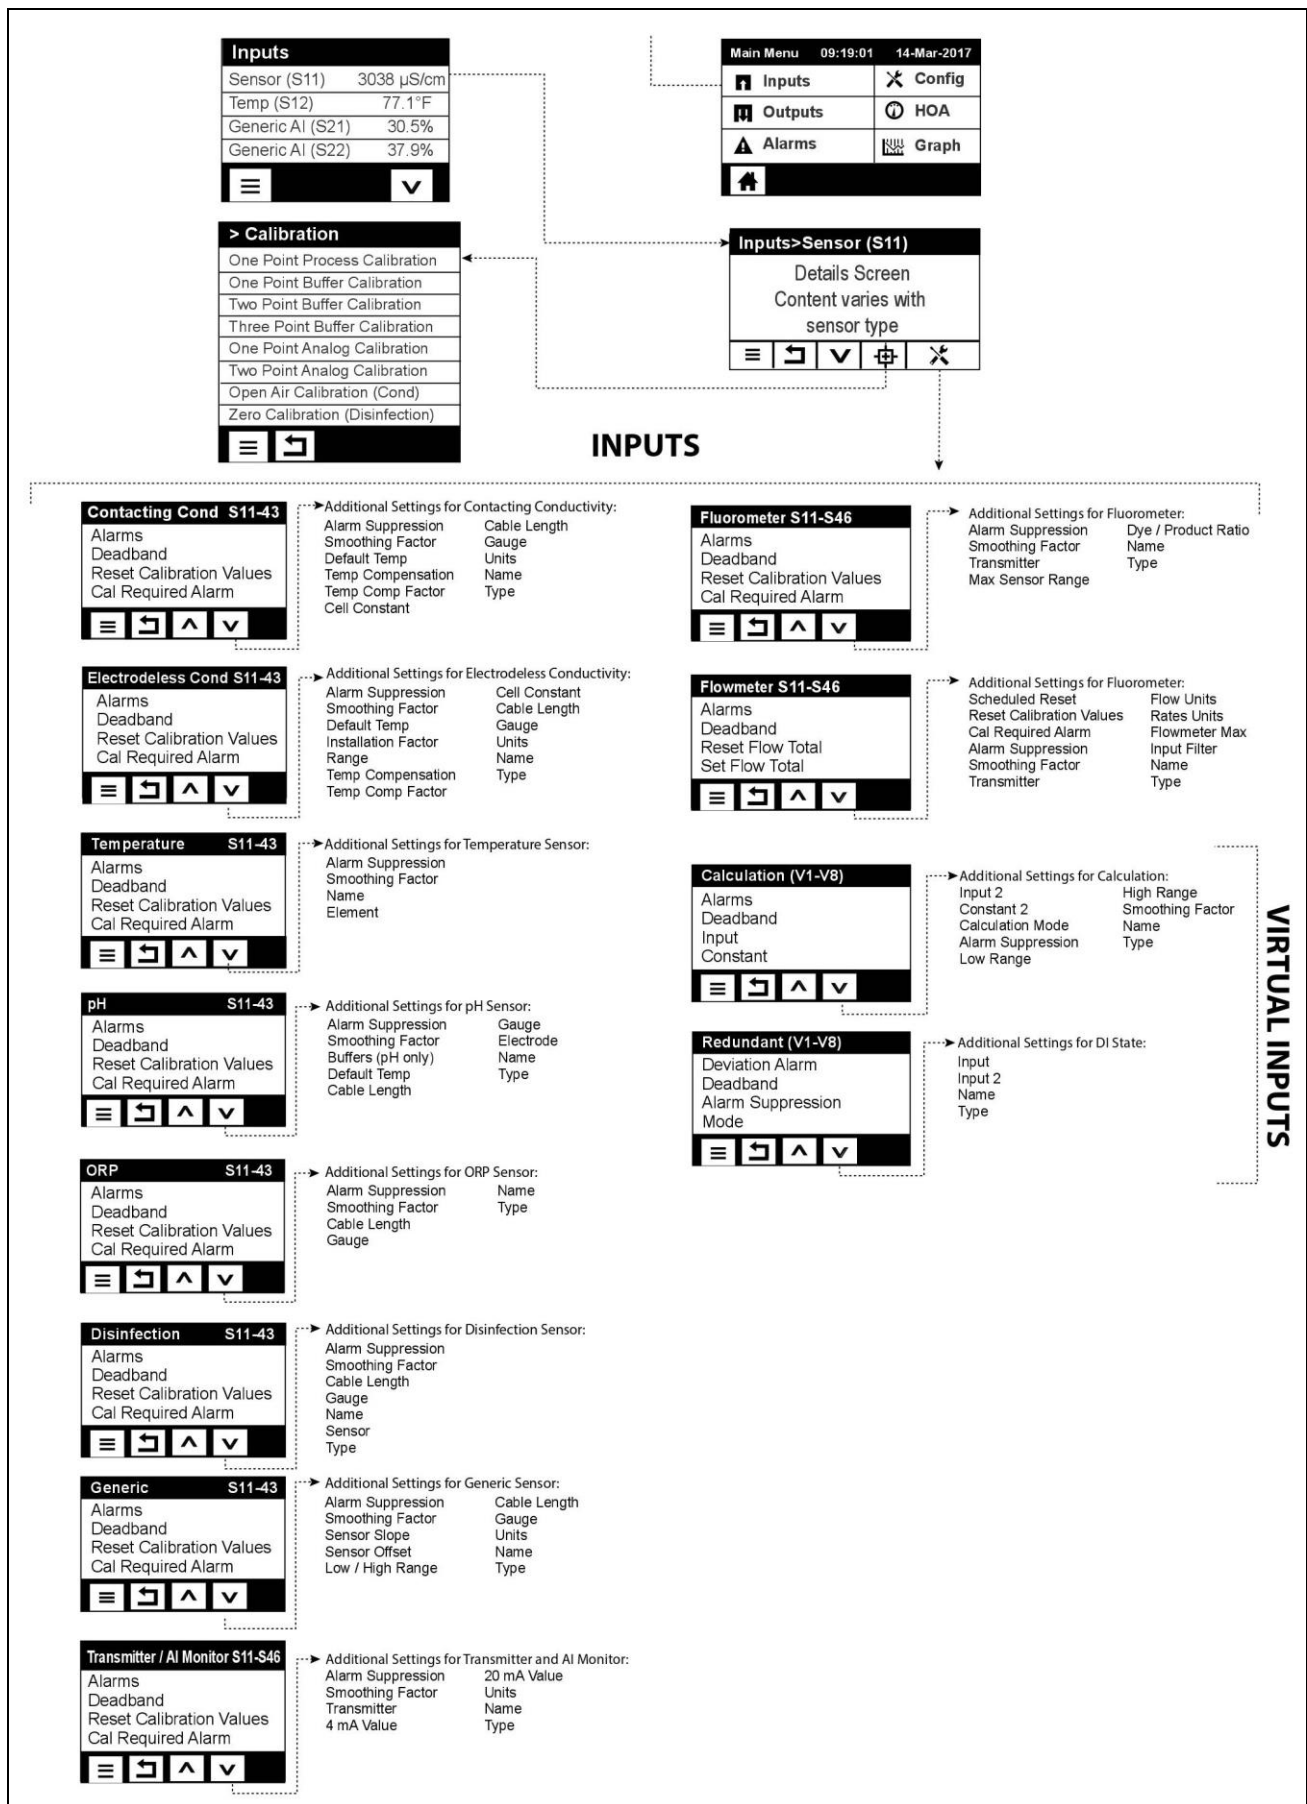 Inputs
Sensor (S11) 3038 µS/cm
Temp (S12) 77.1°F
Generic AI (S21) 30.5%
Generic AI (S22) 37.9%
Main Menu 09:19:01 14-Mar-2017
Inputs Config
Outputs HOA
Alarms Graph
> Calibration
One Point Process Calibration
One Point Buffer Calibration
Two Point Buffer Calibration
Three Point Buffer Calibration
One Point Analog Calibration
Two Point Analog Calibration
Open Air Calibration (Cond)
Zero Calibration (Disinfection)
Inputs>Sensor (S11)
Details Screen
Content varies with
sensor type
INPUTS
Contacting Cond S11-43
Alarms
Deadband
Reset Calibration Values
Cal Required Alarm
Additional Settings for Contacting Conductivity:
Alarm Suppression Cable Length
Smoothing Factor Gauge
Default Temp Units
Temp Compensation Name
Temp Comp Factor Type
Cell Constant
Electrodeless Cond S11-43
Alarms
Deadband
Reset Calibration Values
Cal Required Alarm
Additional Settings for Electrodeless Conductivity:
Alarm Suppression Cell Constant
Smoothing Factor Cable Length
Default Temp Gauge
Installation Factor Units
Range Name
Temp Compensation Type
Temp Comp Factor
Temperature S11-43
Alarms
Deadband
Reset Calibration Values
Cal Required Alarm
Additional Settings for Temperature Sensor:
Alarm Suppression
Smoothing Factor
Name
Element
pH S11-43
Alarms
Deadband
Reset Calibration Values
Cal Required Alarm
Additional Settings for pH Sensor:
Alarm Suppression Gauge
Smoothing Factor Electrode
Buffers (pH only) Name
Default Temp Type
Cable Length
ORP S11-43
Alarms
Deadband
Reset Calibration Values
Cal Required Alarm
Additional Settings for ORP Sensor:
Alarm Suppression Name
Smoothing Factor Type
Cable Length
Gauge
Disinfection S11-43
Alarms
Deadband
Reset Calibration Values
Cal Required Alarm
Additional Settings for Disinfection Sensor:
Alarm Suppression
Smoothing Factor
Cable Length
Gauge
Name
Sensor
Type
Generic S11-43
Alarms
Deadband
Reset Calibration Values
Cal Required Alarm
Additional Settings for Generic Sensor:
Alarm Suppression Cable Length
Smoothing Factor Gauge
Sensor Slope Units
Sensor Offset Name
Low / High Range Type
Transmitter / AI Monitor S11-S46
Alarms
Deadband
Reset Calibration Values
Cal Required Alarm
Additional Settings for Transmitter and AI Monitor:
Alarm Suppression 20 mA Value
Smoothing Factor Units
Transmitter Name
4 mA Value Type
Fluorometer S11-S46
Alarms
Deadband
Reset Calibration Values
Cal Required Alarm
Additional Settings for Fluorometer:
Alarm Suppression Dye / Product Ratio
Smoothing Factor Name
Transmitter Type
Max Sensor Range
Flowmeter S11-S46
Alarms
Deadband
Reset Flow Total
Set Flow Total
Additional Settings for Fluorometer:
Scheduled Reset Flow Units
Reset Calibration Values Rates Units
Cal Required Alarm Flowmeter Max
Alarm Suppression Input Filter
Smoothing Factor Name
Transmitter Type
Calculation (V1-V8)
Alarms
Deadband
Input
Constant
Additional Settings for Calculation:
Input 2 High Range
Constant 2 Smoothing Factor
Calculation Mode Name
Alarm Suppression Type
Low Range
Redundant (V1-V8)
Deviation Alarm
Deadband
Alarm Suppression
Mode
Additional Settings for DI State:
Input
Input 2
Name
Type
VIRTUAL INPUTS